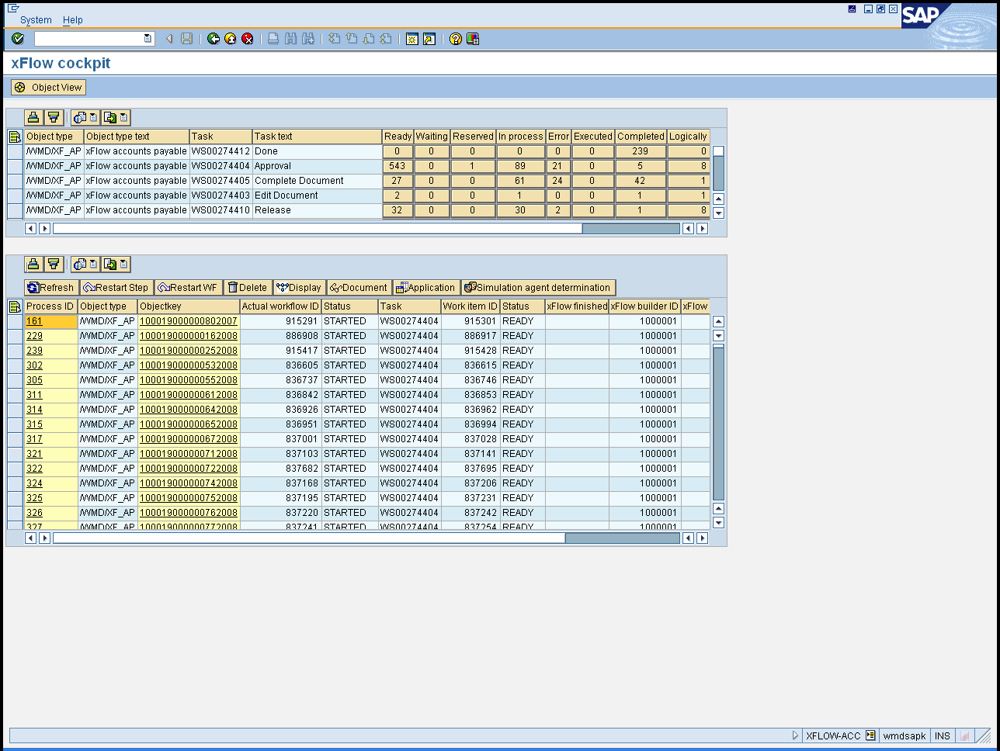 System Help
SAP
xFlow cockpit
Object View
Object type Object type text Task Task text Ready Waiting Reserved In process Error Executed Completed Logically
/WMD/XF_AP xFlow accounts payable WS00274412 Done 0 0 0 0 0 0 239 0
/WMD/XF_AP xFlow accounts payable WS00274404 Approval 543 0 1 89 21 0 5 8
/WMD/XF_AP xFlow accounts payable WS00274405 Complete Document 27 0 0 61 24 0 42 1
/WMD/XF_AP xFlow accounts payable WS00274403 Edit Document 2 0 0 1 0 0 1 1
/WMD/XF_AP xFlow accounts payable WS00274410 Release 32 0 0 30 2 0 1 8
Refresh Restart Step Restart WF Delete Display Document Application Simulation agent determination
Process ID Object type Objectkey Actual workflow ID Status Task Work item ID Status xFlow finished xFlow builder ID xFlow
161 /WMD/XF_AP 100019000000802007 915291 STARTED WS00274404 915301 READY 1000001
229 /WMD/XF_AP 100019000000162008 886908 STARTED WS00274404 886917 READY 1000001
239 /WMD/XF_AP 100019000000252008 915417 STARTED WS00274404 915428 READY 1000001
302 /WMD/XF_AP 100019000000532008 836605 STARTED WS00274404 836615 READY 1000001
305 /WMD/XF_AP 100019000000552008 836737 STARTED WS00274404 836746 READY 1000001
311 /WMD/XF_AP 100019000000612008 836842 STARTED WS00274404 836853 READY 1000001
314 /WMD/XF_AP 100019000000642008 836926 STARTED WS00274404 836962 READY 1000001
315 /WMD/XF_AP 100019000000652008 836951 STARTED WS00274404 836994 READY 1000001
317 /WMD/XF_AP 100019000000672008 837001 STARTED WS00274404 837028 READY 1000001
321 /WMD/XF_AP 100019000000712008 837103 STARTED WS00274404 837141 READY 1000001
322 /WMD/XF_AP 100019000000722008 837682 STARTED WS00274404 837695 READY 1000001
324 /WMD/XF_AP 100019000000742008 837168 STARTED WS00274404 837206 READY 1000001
325 /WMD/XF_AP 100019000000752008 837195 STARTED WS00274404 837231 READY 1000001
326 /WMD/XF_AP 100019000000762008 837220 STARTED WS00274404 837242 READY 1000001
327 /WMD/XF_AP 100019000000772008 837241 STARTED WS00274404 837254 READY 1000001
XFLOW-ACC wmdsapk INS